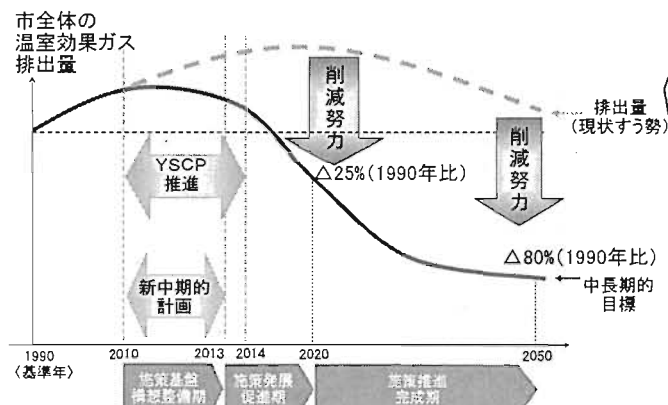 市全体の
温室効果ガス
排出量
削減努力
排出量
(現状すう勢)
削減努力
YSCP
推進
△25%(1990年比)
△80%(1990年比)
中長期的
目標
新中期的
計画
1990
2010
2013
2014
2020
2050
〈基準年〉
施策基盤
構想整備期
施策発展
促進期
施策推進
完成期